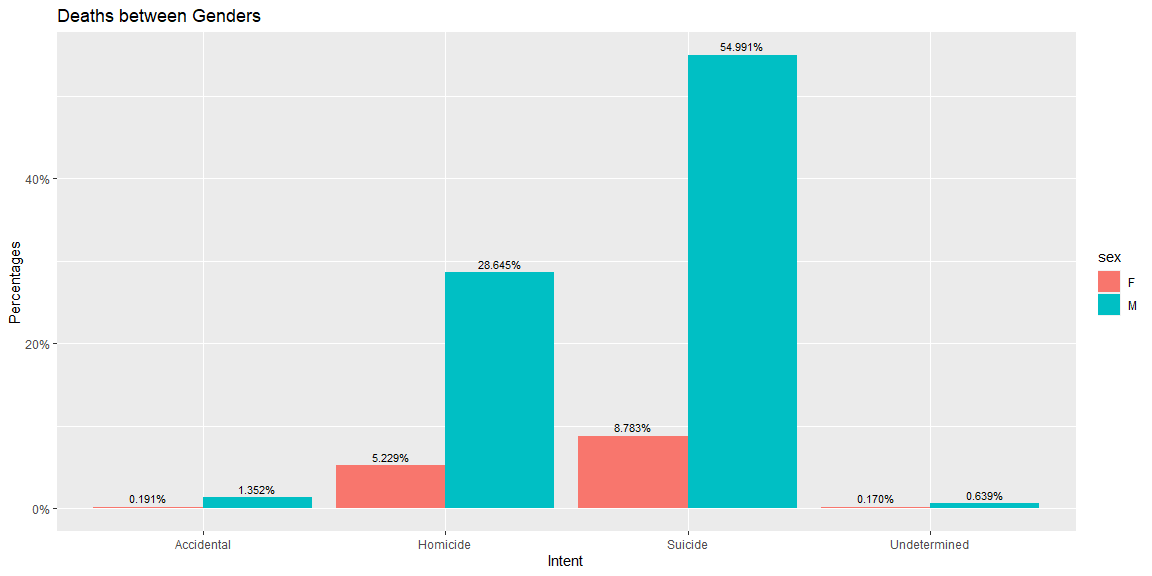 Deaths between Genders
54.991%
40%
28.645%
20%
8.783%
5.229%
0.191%
1.352%
0.170%
0.639%
0%
Percentages
Accidental
Homicide
Suicide
Undetermined
Intent
sex
F
M